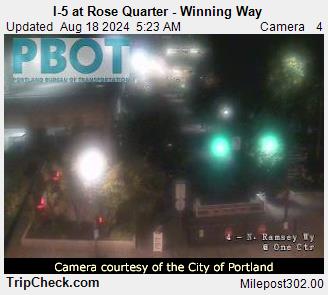 I-5 at Rose Quarter - Winning Way
Updated Aug 18 2024 5:23 AM Camera 4
PBOT
PORTLAND BUREAU OF TRANSPORTATION
4 - N. Ramsey Wy
@ One Ctr
Camera courtesy of the City of Portland
TripCheck.com Milepost302.00